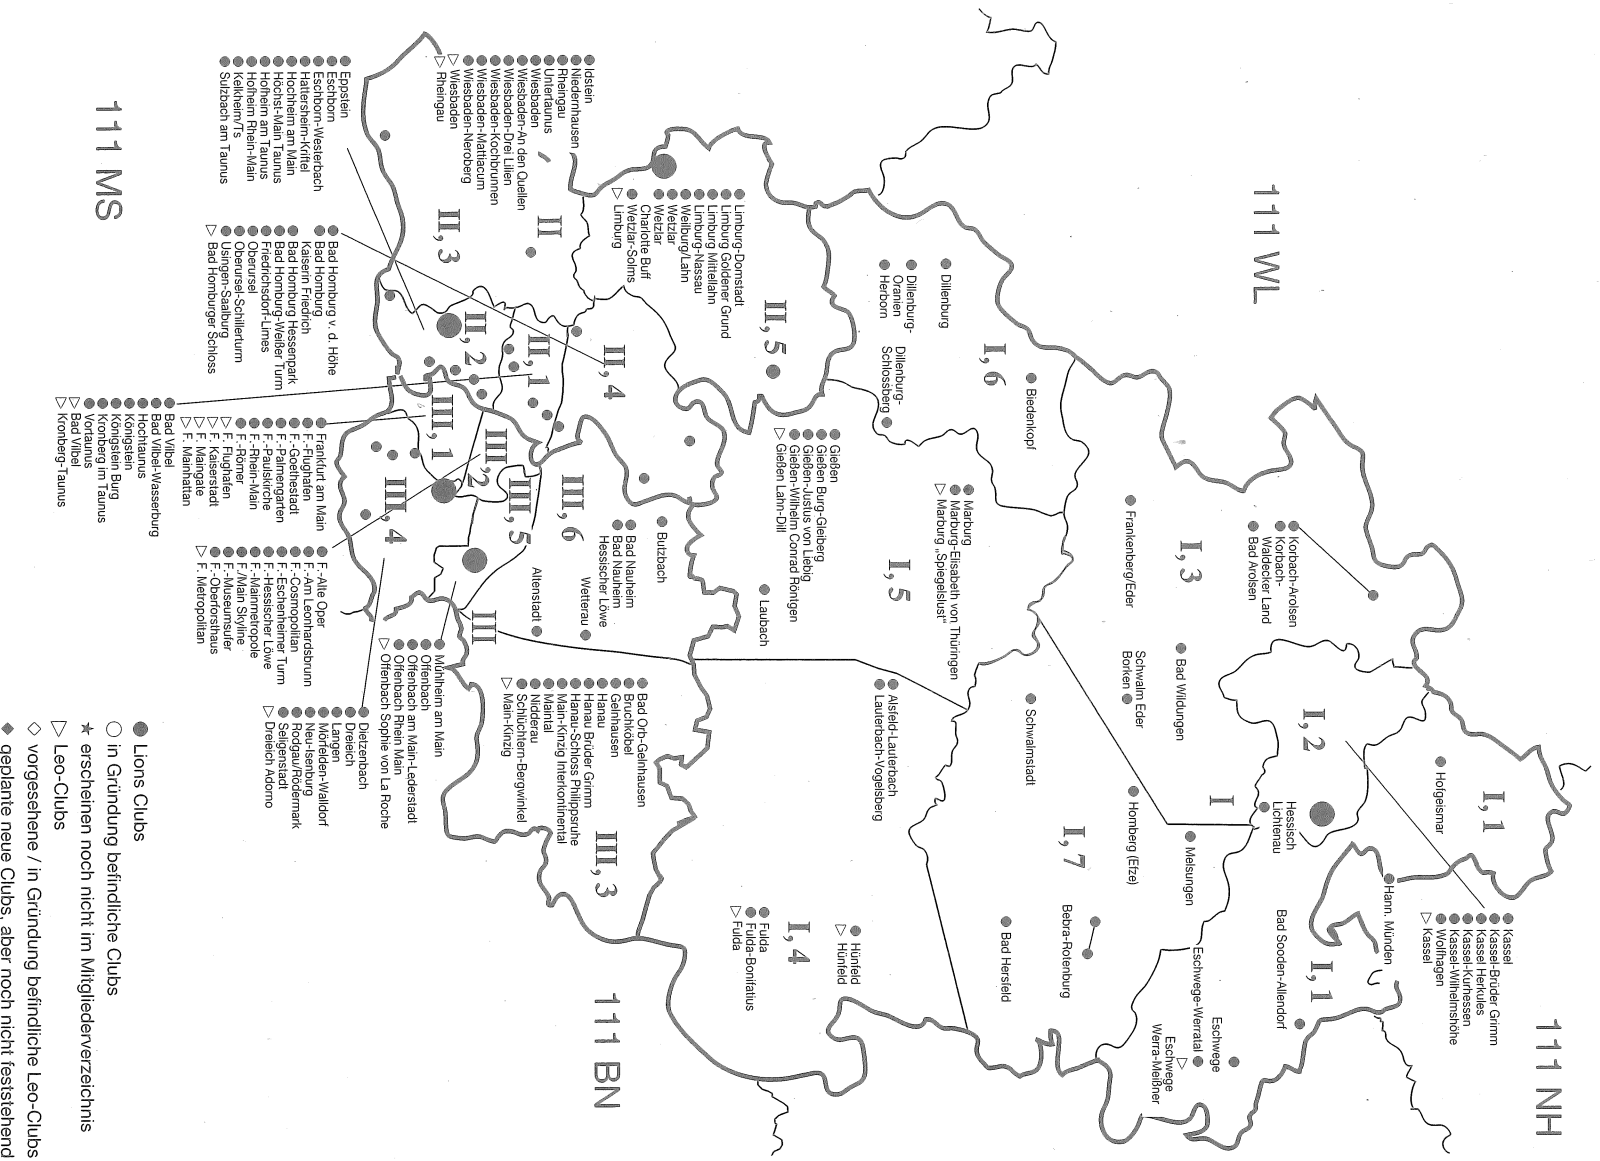 111 WL
111 NH
111 MS
111 BN
I
I,1
I,1
I,2
Kassel
Kassel-Brüder Grimm
Kassel Herkules
Kassel-Kurhessen
Kassel-Wilhelmshöhe
Wolfhagen
Kassel
Hofgeismar
Hann. Münden
Bad Sooden-Allendorf
Hessisch
Lichtenau
Eschwege
Eschwege-Werratal
Eschwege
Werra-Meißner
I,3
Korbach-Arolsen
Korbach-
Waldecker Land
Bad Arolsen
Frankenberg/Eder
Bad Wildungen
Schwalm Eder
Borken
I,7
Melsungen
Homberg (Efze)
Schwalmstadt
Bebra-Rotenburg
Bad Hersfeld
I,6
Dillenburg
Dillenburg-
Oranien
Herborn
Dillenburg-
Schlossberg
Biedenkopf
I,5
Marburg
Marburg-Elisabeth von Thüringen
Marburg „Spiegelslust“
Gießen
Gießen Burg-Gleiberg
Gießen-Justus von Liebig
Gießen-Wilhelm Conrad Röntgen
Gießen Lahn-Dill
Laubach
Alsfeld-Lauterbach
Lauterbach-Vogelsberg
I,4
Hünfeld
Hünfeld
Fulda
Fulda-Bonifatius
Fulda
II,5
Limburg-Domstadt
Limburg Goldener Grund
Limburg Mittellahn
Limburg-Nassau
Weilburg/Lahn
Wetzlar
Wetzlar
Charlotte Buff
Wetzlar-Solms
Limburg
II
II,3
Idstein
Niedernhausen
Rheingau
Untertaunus
Wiesbaden
Wiesbaden-An den Quellen
Wiesbaden-Drei Lilien
Wiesbaden-Kochbrunnen
Wiesbaden-Mattiacum
Wiesbaden-Neroberg
Wiesbaden
Rheingau
II,4
II,1
II,2
Eppstein
Eschborn
Eschborn-Westerbach
Hattersheim-Kriftel
Hochheim am Main
Höchst-Main Taunus
Hofheim am Taunus
Hofheim Rhein-Main
Kelkheim/Ts
Sulzbach am Taunus
Bad Homburg v. d. Höhe
Bad Homburg
Kaiserin Friedrich
Bad Homburg Hessenpark
Bad Homburg-Weißer Turm
Friedrichsdorf-Limes
Oberursel
Oberursel-Schillerturm
Usingen-Saalburg
Bad Homburger Schloss
Bad Vilbel
Bad Vilbel-Wasserburg
Hochtaunus
Königstein
Königstein Burg
Kronberg im Taunus
Vortaunus
Bad Vilbel
Kronberg-Taunus
III
III,6
III,5
III,2
III,1
III,4
III,3
Butzbach
Bad Nauheim
Bad Nauheim
Hessischer Löwe
Wetterau
Altenstadt
Frankfurt am Main
F.-Flughafen
F.-Goethestadt
F.-Palmengarten
F.-Paulskirche
F.-Rhein-Main
F.-Römer
F. Flughafen
F. Kaiserstadt
F. Maingate
F. Mainhattan
F.-Alte Oper
F.-Am Leonhardsbrunn
F.-Cosmopolitan
F.-Eschenheimer Turm
F.-Hessischer Löwe
F.-Mainmetropole
F./Main Skyline
F.-Museumsufer
F.-Oberforsthaus
F. Metropolitan
Mühlheim am Main
Offenbach
Offenbach am Main-Lederstadt
Offenbach Rhein Main
Offenbach Sophie von La Roche
Dietzenbach
Dreieich
Langen
Mörfelden-Walldorf
Neu-Isenburg
Rodgau/Rödermark
Seligenstadt
Dreieich Adorno
Bad Orb-Gelnhausen
Bruchköbel
Gelnhausen
Hanau
Hanau Brüder Grimm
Hanau-Schloss Philippsruhe
Main-Kinzig Interkontinental
Maintal
Nidderau
Schlüchtern-Bergwinkel
Main-Kinzig
Lions Clubs
in Gründung befindliche Clubs
erscheinen noch nicht im Mitgliederverzeichnis
Leo-Clubs
vorgesehene / in Gründung befindliche Leo-Clubs
geplante neue Clubs, aber noch nicht feststehend